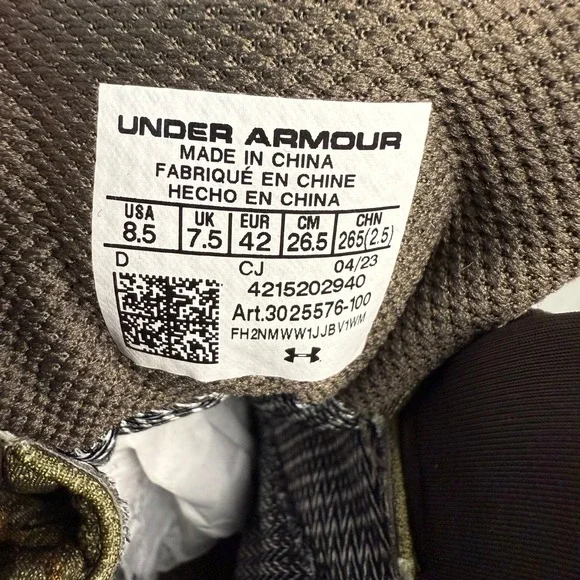 UNDER ARMOUR
MADE IN CHINA
FABRIQUÉ EN CHINE
HECHO EN CHINA
USA UK EUR CM CHN
8.5 7.5 42 26.5 265(2.5)
D CJ 04/23
4215202940
Art.3025576-100
FH2NMWW1JJBV1WM